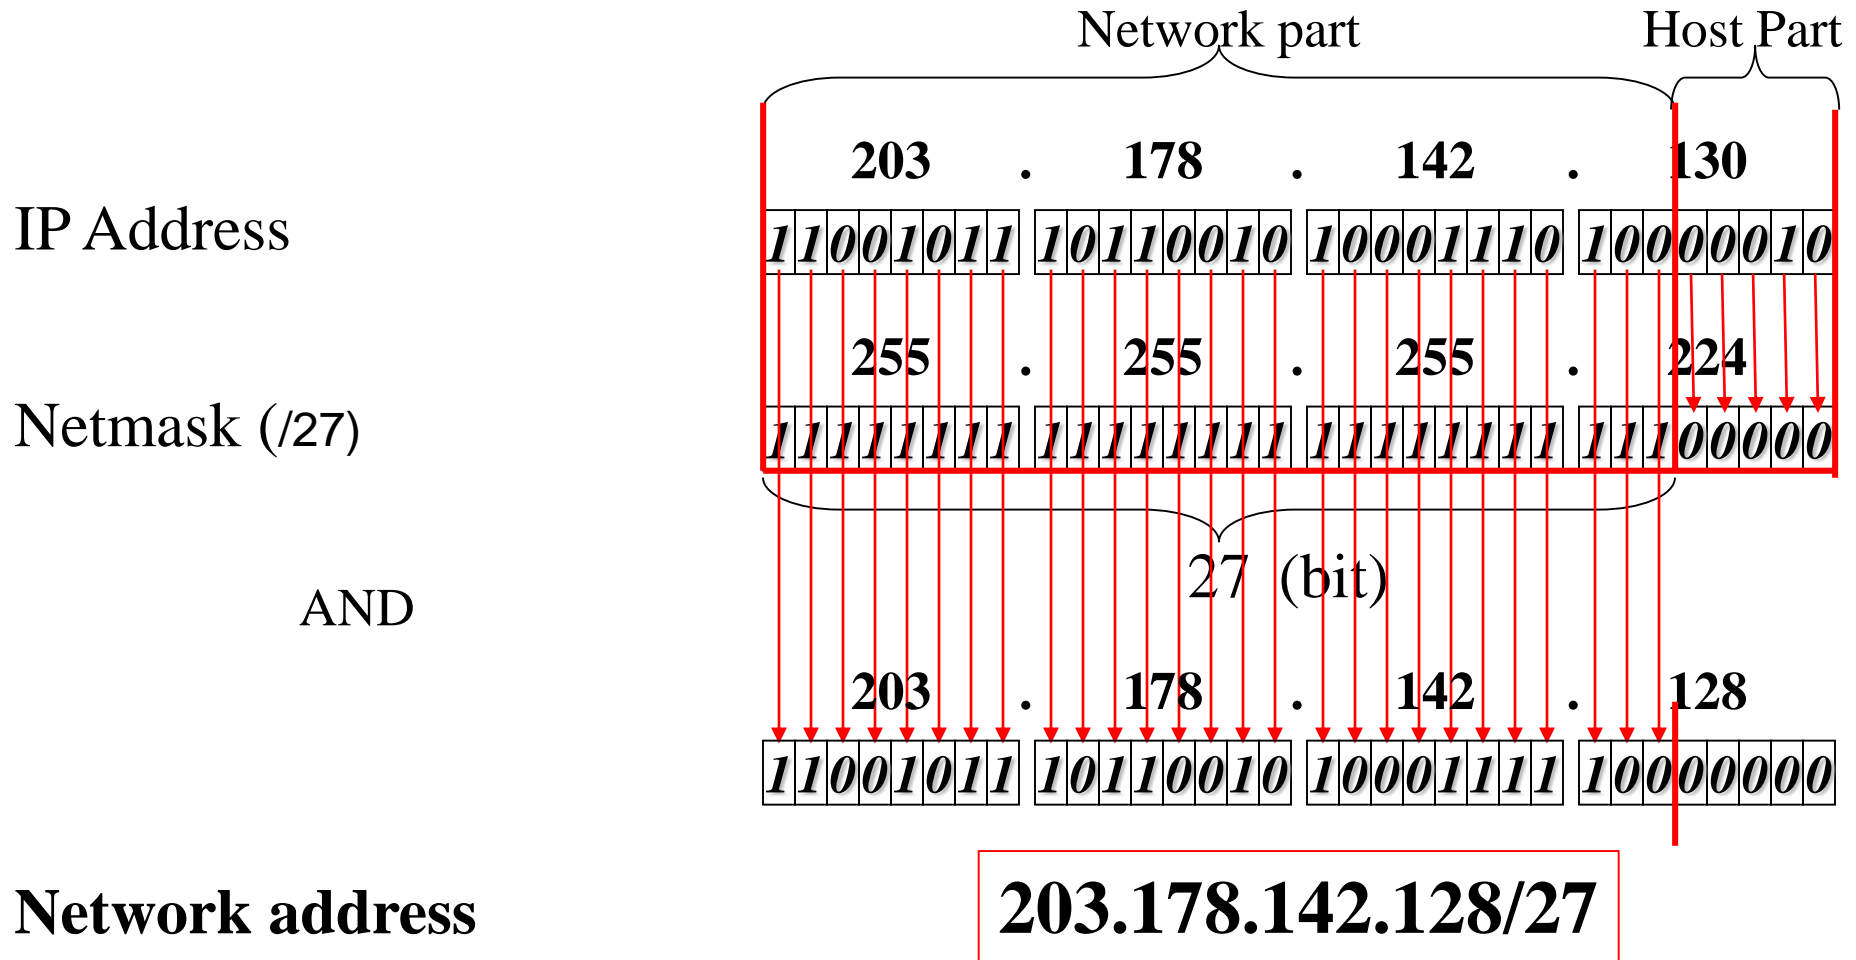 Network part Host Part
203 . 178 . 142 . 130
IP Address 11001011 10110010 10001110 10000010
255 . 255 . 255 . 224
Netmask (/27) 11111111 11111111 11111111 11100000
27 (bit)
AND
203 . 178 . 142 . 128
11001011 10110010 10001111 10000000
Network address 203.178.142.128/27